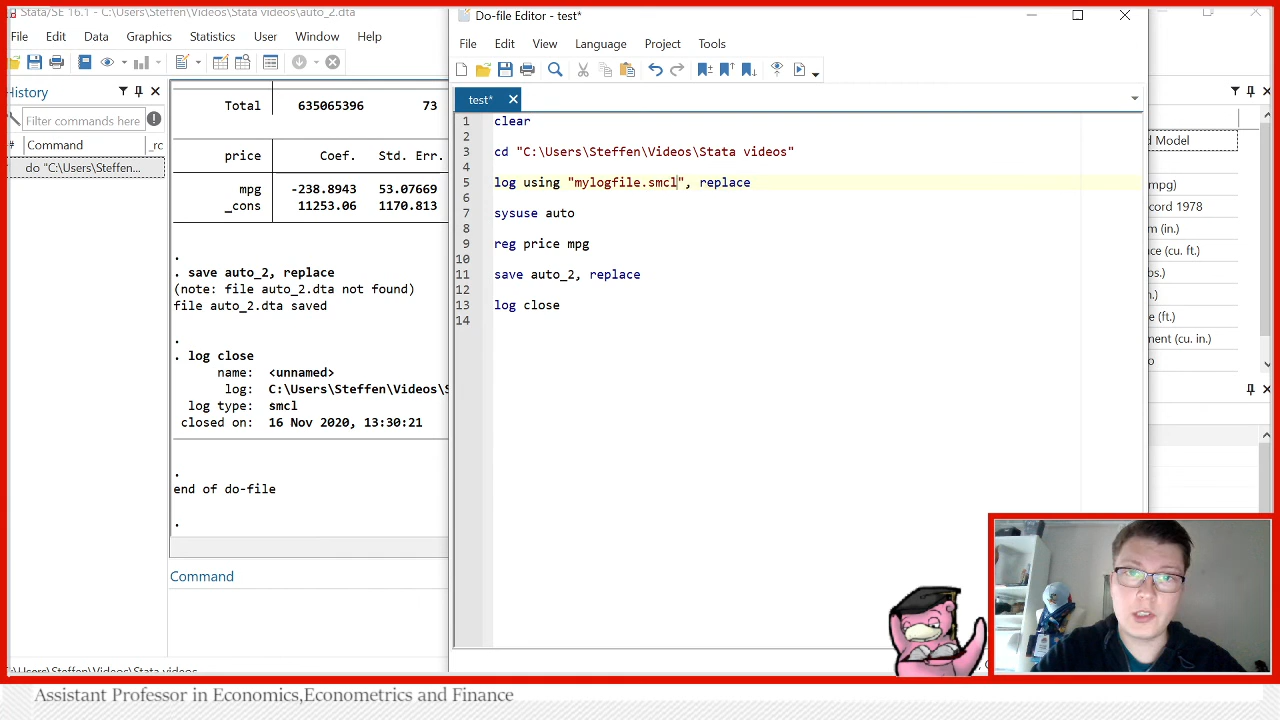 Stata/SE 16.1 - C:\Users\Steffen\Videos\Stata videos\auto_2.dta
File Edit Data Graphics Statistics User Window Help
History
Filter commands here
# Command _rc
do "C:\Users\Steffen...
Total 635065396 73
price Coef. Std. Err.
mpg -238.8943 53.07669
_cons 11253.06 1170.813
.
. save auto_2, replace
(note: file auto_2.dta not found)
file auto_2.dta saved
.
. log close
name: <unnamed>
log: C:\Users\Steffen\Videos\S
log type: smcl
closed on: 16 Nov 2020, 13:30:21
.
end of do-file
.
Command
:\Users\Steffen\Videos\Stata videos
Do-file Editor - test*
File Edit View Language Project Tools
test*
1 clear
2
3 cd "C:\Users\Steffen\Videos\Stata videos"
4
5 log using "mylogfile.smcl", replace
6
7 sysuse auto
8
9 reg price mpg
10
11 save auto_2, replace
12
13 log close
14
d Model
mpg)
cord 1978
m (in.)
ce (cu. ft.)
bs.)
n.)
e (ft.)
ment (cu. in.)
o
Assistant Professor in Economics,Econometrics and Finance